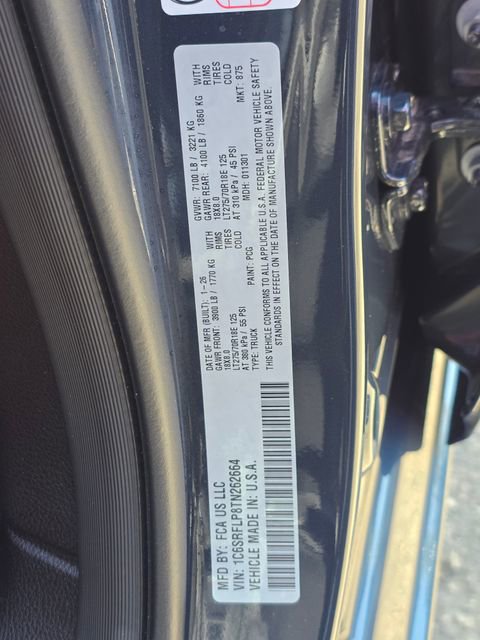 MFD BY: FCA US LLC
VIN: 1C6SRFLP8TN262664
VEHICLE MADE IN: U.S.A.
DATE OF MFR (BUILT): 1-26 GVWR: 7100 LB / 3221 KG
GAWR FRONT: 3900 LB / 1770 KG WITH GAWR REAR: 4100 LB / 1860 KG WITH
18X8.0 RIMS 18X8.0 RIMS
LT275/70R18E 125 TIRES LT275/70R18E 125 TIRES
AT 380 kPa / 55 PSI COLD AT 310 kPa / 45 PSI COLD
TYPE: TRUCK PAINT: PCG MDH: 011301 MKT: 875
THIS VEHICLE CONFORMS TO ALL APPLICABLE U.S.A. FEDERAL MOTOR VEHICLE SAFETY
STANDARDS IN EFFECT ON THE DATE OF MANUFACTURE SHOWN ABOVE.